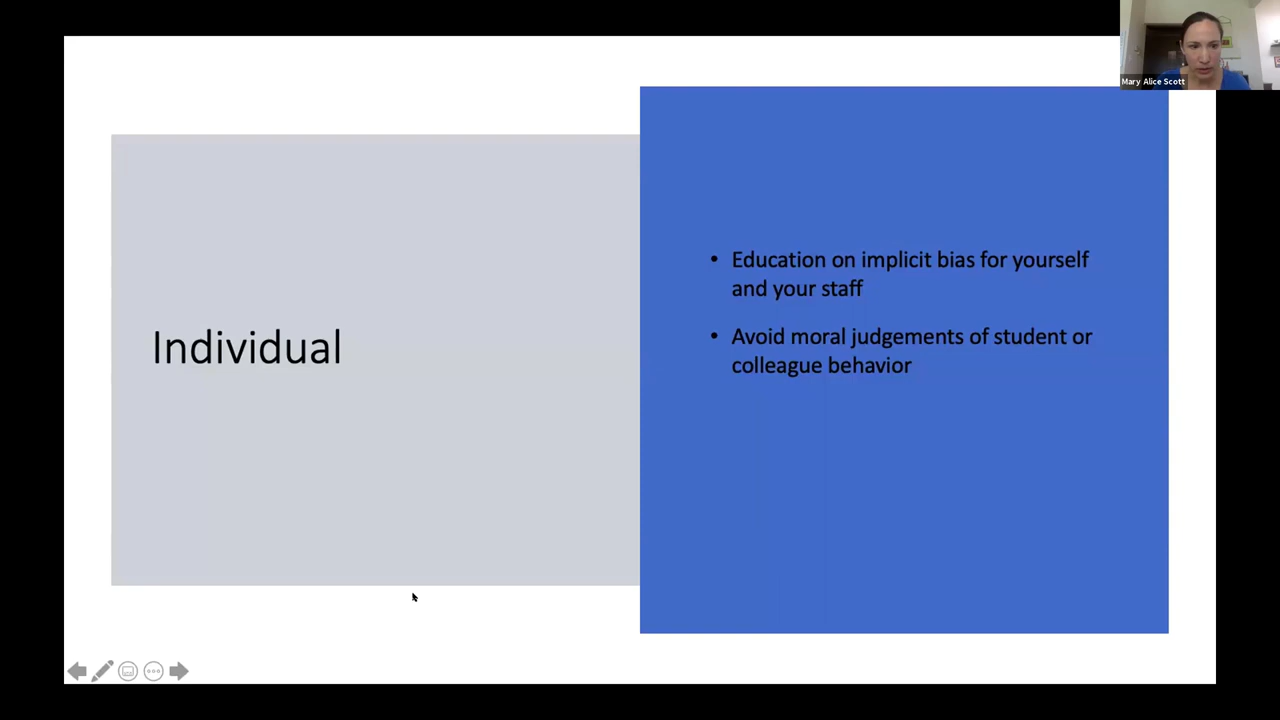 Mary Alice Scott
Individual
• Education on implicit bias for yourself
and your staff
• Avoid moral judgements of student or
colleague behavior